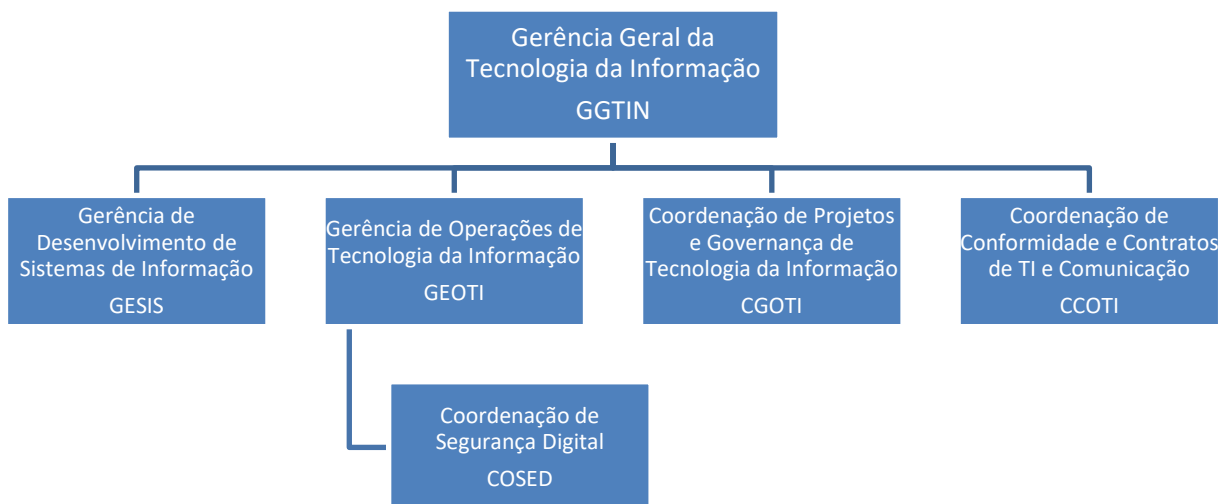 Gerência Geral da
Tecnologia da Informação
GGTIN
Gerência de
Desenvolvimento de
Sistemas de Informação
GESIS
Gerência de Operações de
Tecnologia da Informação
GEOTI
Coordenação de Projetos
e Governança de
Tecnologia da Informação
CGOTI
Coordenação de
Conformidade e Contratos
de TI e Comunicação
CCOTI
Coordenação de
Segurança Digital
COSED